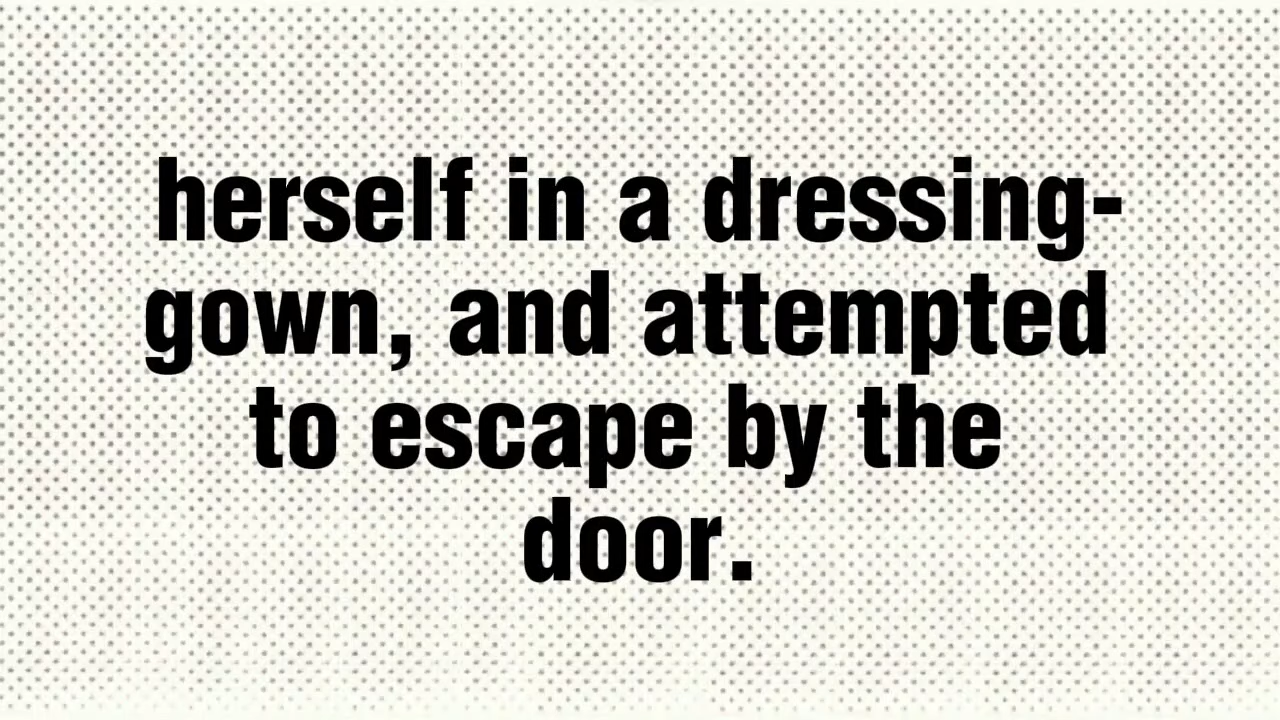 herself in a dressing-
gown, and attempted
to escape by the
door.